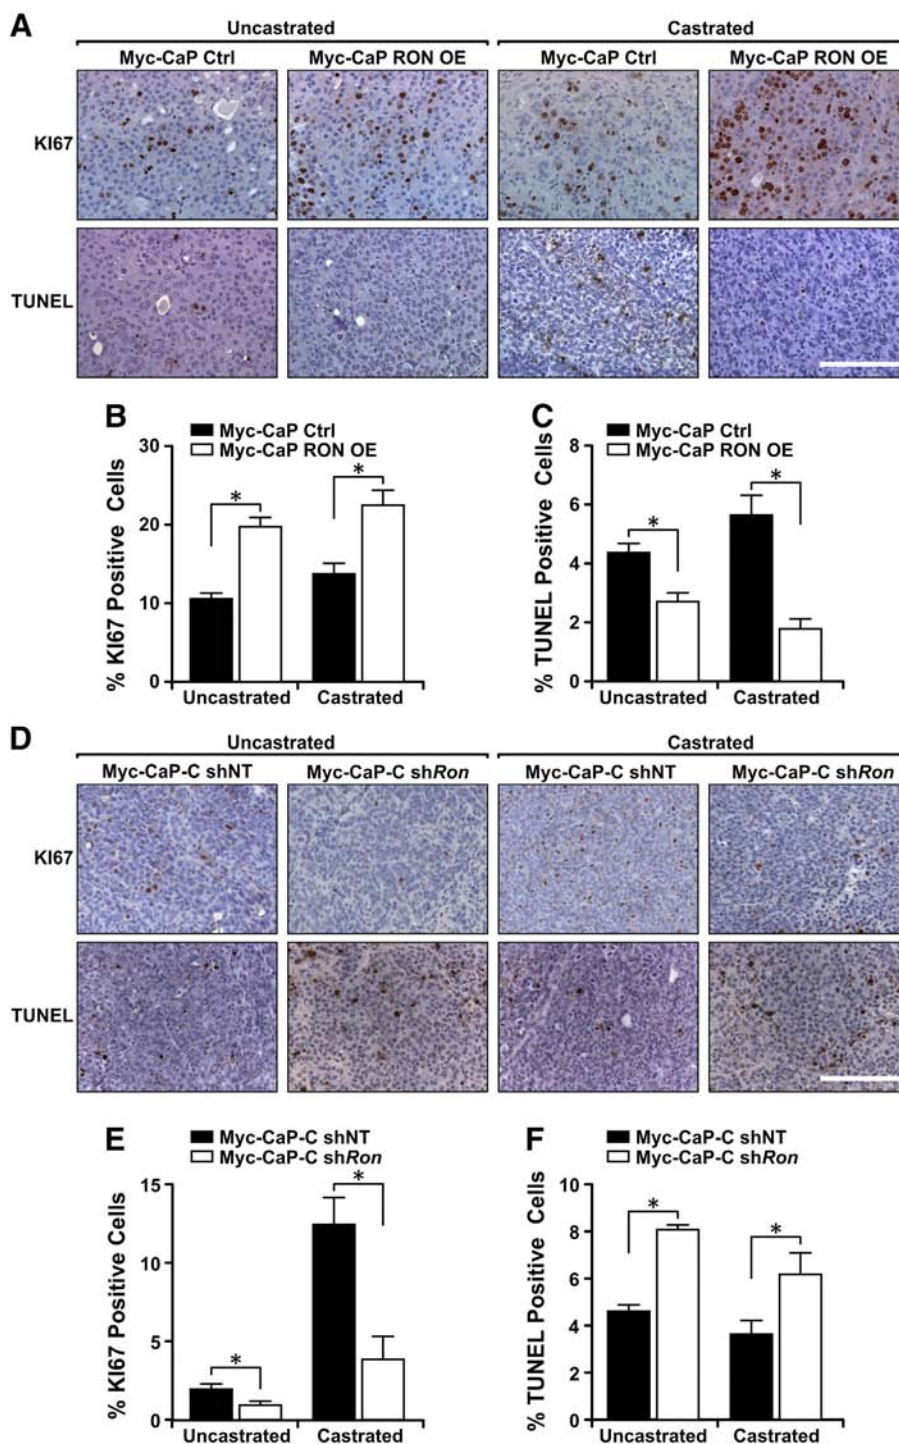 A
Uncastrated Castrated
Myc-CaP Ctrl Myc-CaP RON OE Myc-CaP Ctrl Myc-CaP RON OE
KI67
TUNEL
B
Myc-CaP Ctrl
Myc-CaP RON OE
% KI67 Positive Cells
30
20
10
0
* *
Uncastrated Castrated
C
Myc-CaP Ctrl
Myc-CaP RON OE
% TUNEL Positive Cells
8
6
4
2
0
* *
Uncastrated Castrated
D
Uncastrated Castrated
Myc-CaP-C shNT Myc-CaP-C shRon Myc-CaP-C shNT Myc-CaP-C shRon
KI67
TUNEL
E
Myc-CaP-C shNT
Myc-CaP-C shRon
% KI67 Positive Cells
15
10
5
0
* *
Uncastrated Castrated
F
Myc-CaP-C shNT
Myc-CaP-C shRon
% TUNEL Positive Cells
10
8
6
4
2
0
* *
Uncastrated Castrated